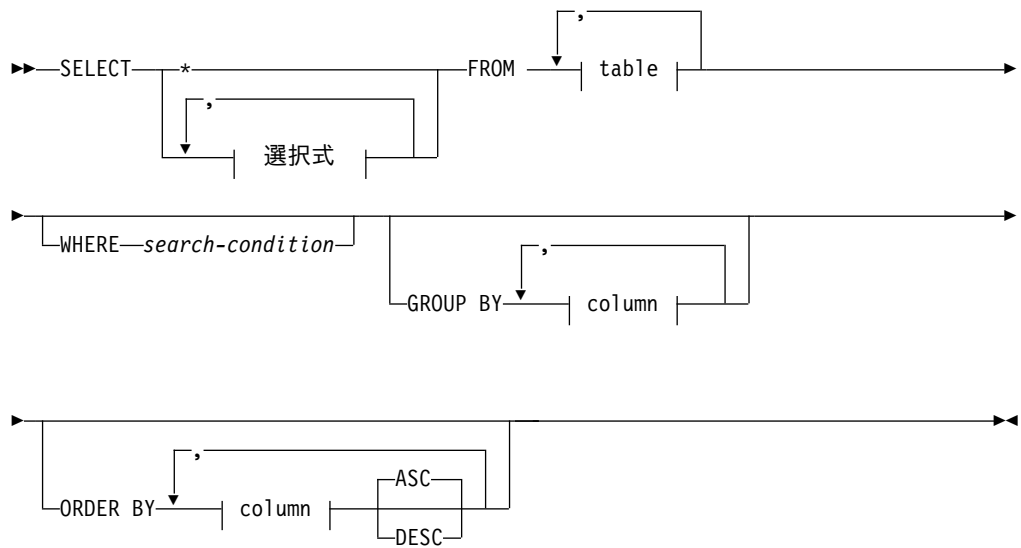 ,
SELECT * FROM table
,
選択式
WHERE search-condition
,
GROUP BY column
,
ASC
ORDER BY column
DESC